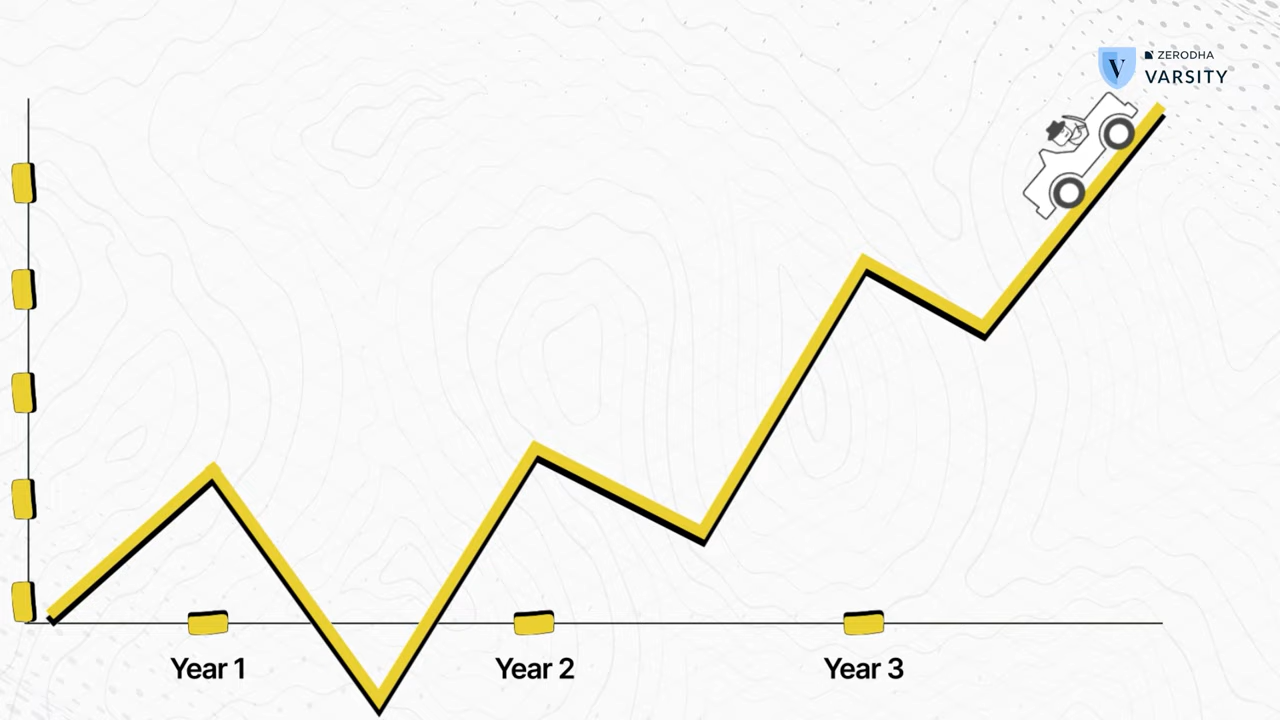 V
ZERODHA
VARSITY
Year 1
Year 2
Year 3